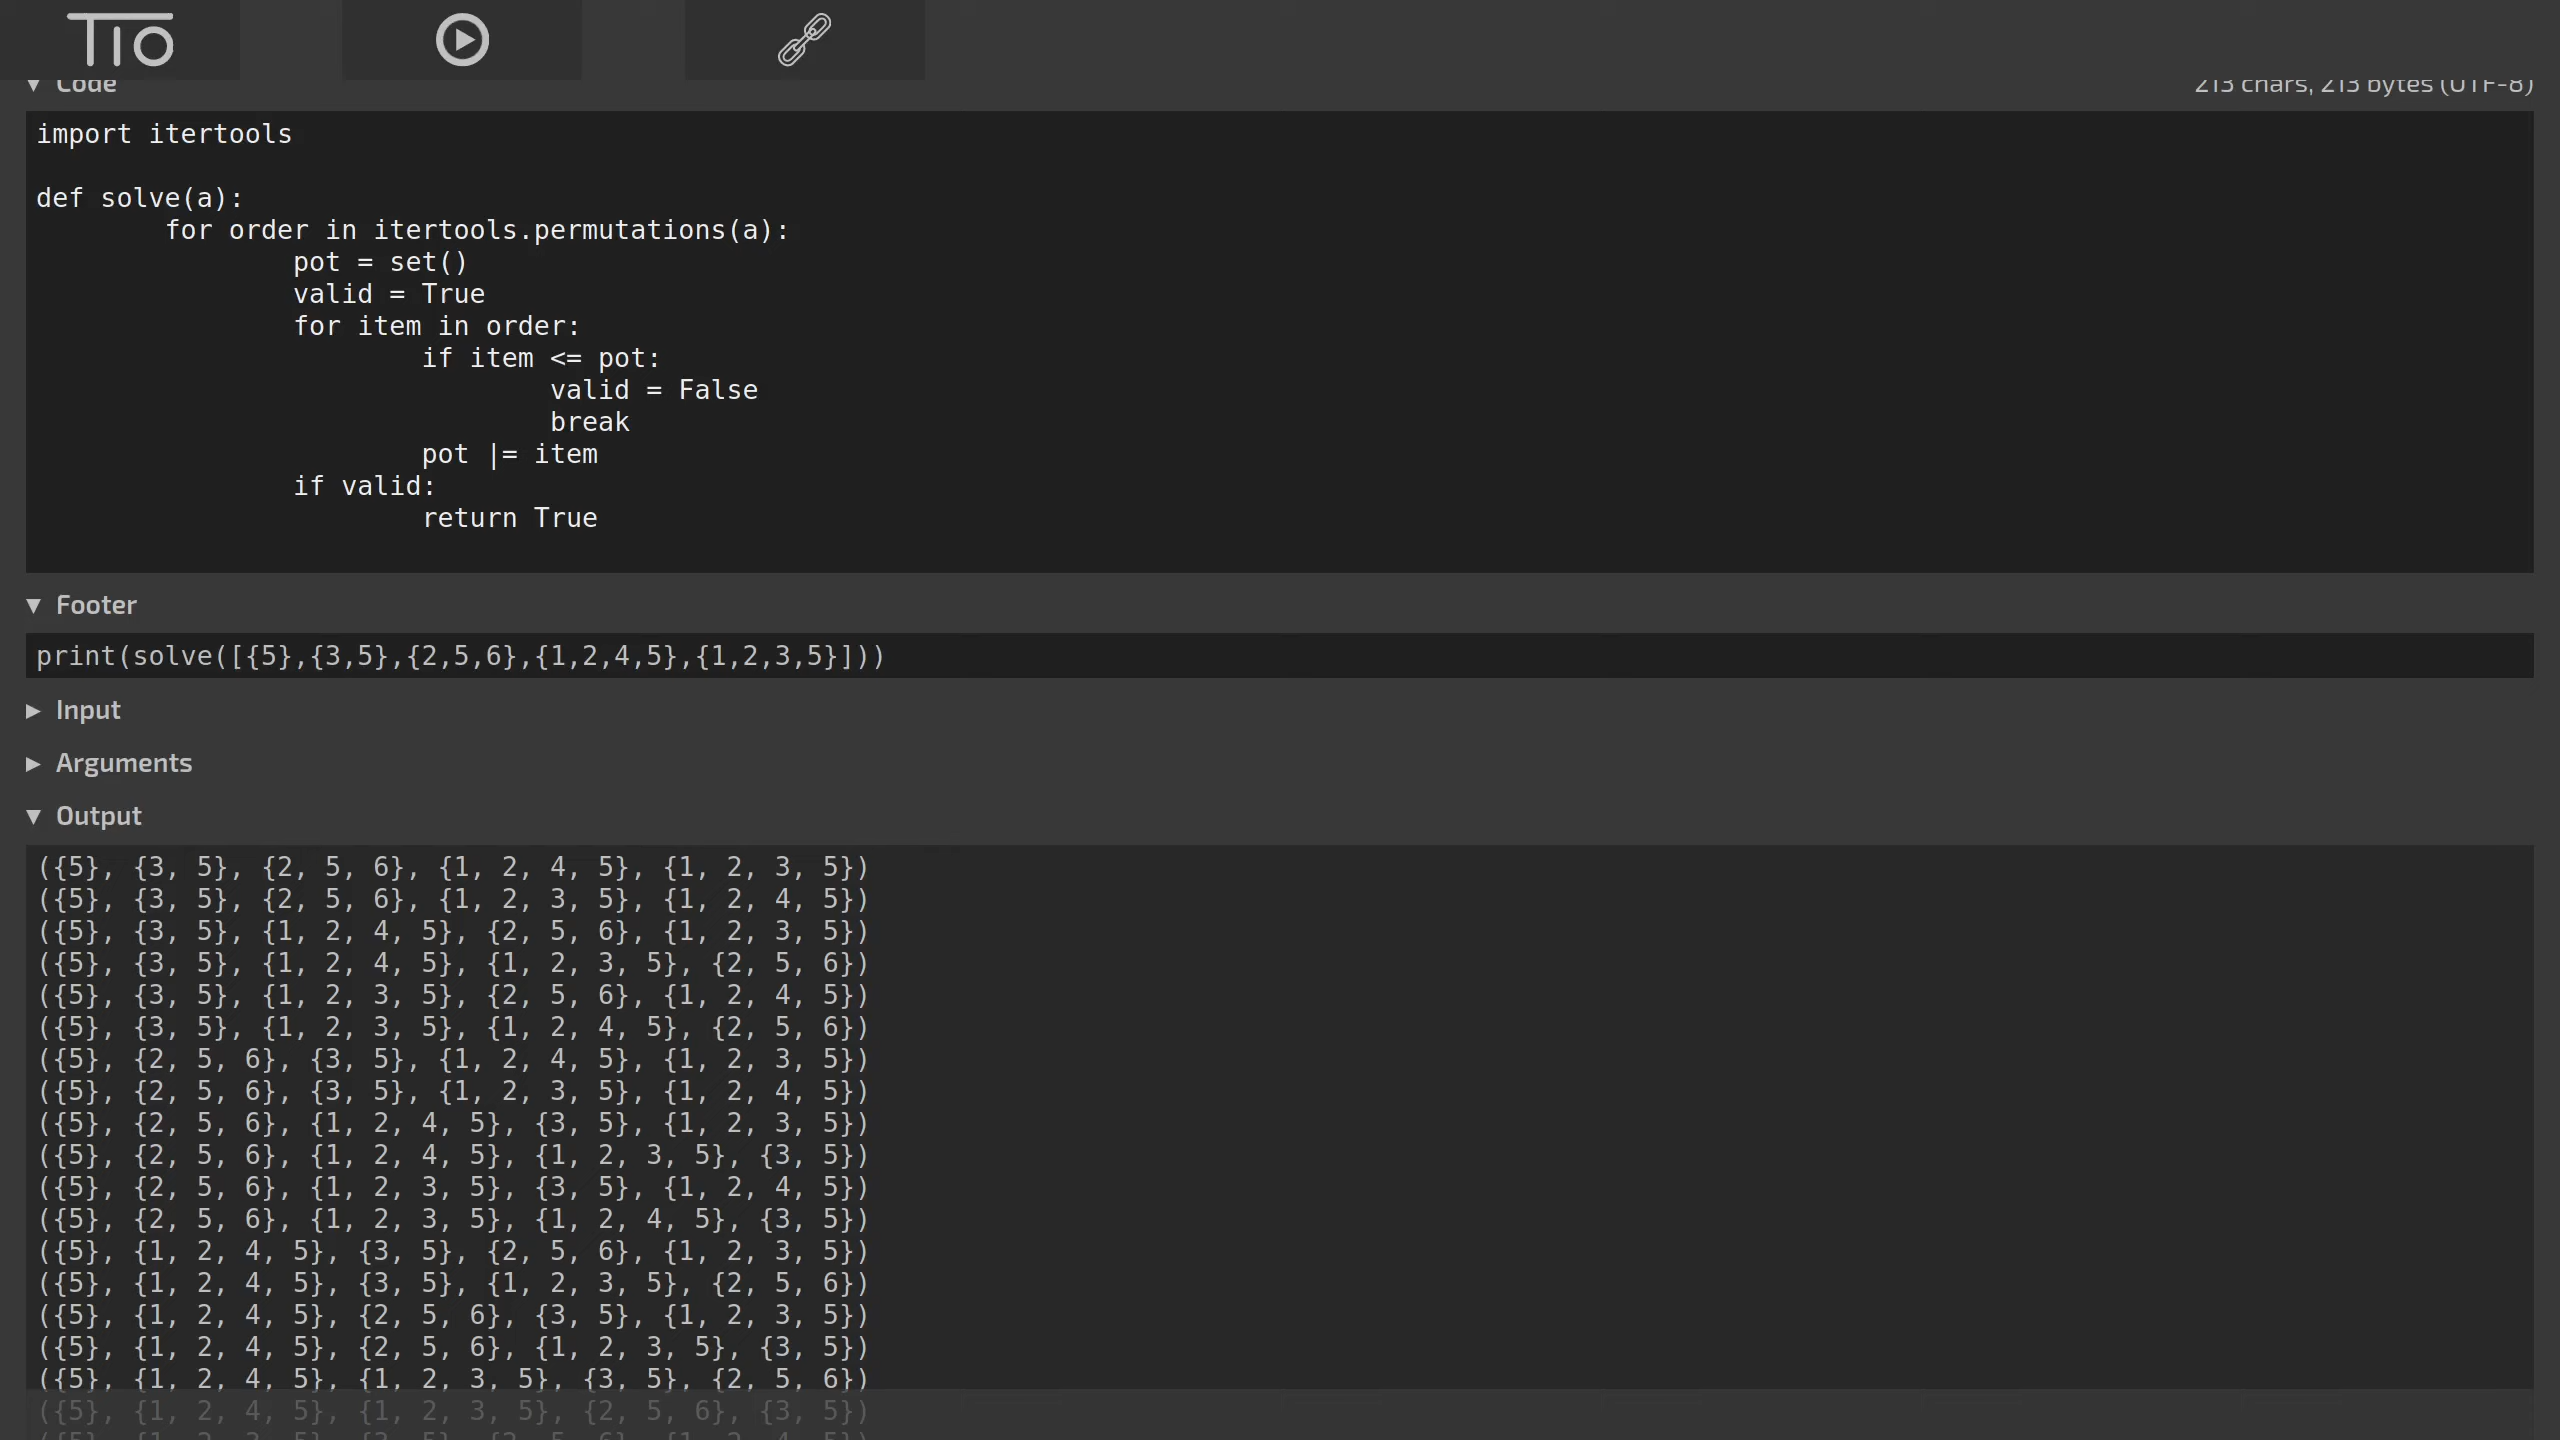 TIO
Code
213 chars, 213 bytes (UTF-8)
import itertools
def solve(a):
for order in itertools.permutations(a):
pot = set()
valid = True
for item in order:
if item <= pot:
valid = False
break
pot |= item
if valid:
return True
▼ Footer
print(solve([{5},{3,5},{2,5,6},{1,2,4,5},{1,2,3,5}]))
► Input
► Arguments
▼ Output
({5}, {3, 5}, {2, 5, 6}, {1, 2, 4, 5}, {1, 2, 3, 5})
({5}, {3, 5}, {2, 5, 6}, {1, 2, 3, 5}, {1, 2, 4, 5})
({5}, {3, 5}, {1, 2, 4, 5}, {2, 5, 6}, {1, 2, 3, 5})
({5}, {3, 5}, {1, 2, 4, 5}, {1, 2, 3, 5}, {2, 5, 6})
({5}, {3, 5}, {1, 2, 3, 5}, {2, 5, 6}, {1, 2, 4, 5})
({5}, {3, 5}, {1, 2, 3, 5}, {1, 2, 4, 5}, {2, 5, 6})
({5}, {2, 5, 6}, {3, 5}, {1, 2, 4, 5}, {1, 2, 3, 5})
({5}, {2, 5, 6}, {3, 5}, {1, 2, 3, 5}, {1, 2, 4, 5})
({5}, {2, 5, 6}, {1, 2, 4, 5}, {3, 5}, {1, 2, 3, 5})
({5}, {2, 5, 6}, {1, 2, 4, 5}, {1, 2, 3, 5}, {3, 5})
({5}, {2, 5, 6}, {1, 2, 3, 5}, {3, 5}, {1, 2, 4, 5})
({5}, {2, 5, 6}, {1, 2, 3, 5}, {1, 2, 4, 5}, {3, 5})
({5}, {1, 2, 4, 5}, {3, 5}, {2, 5, 6}, {1, 2, 3, 5})
({5}, {1, 2, 4, 5}, {3, 5}, {1, 2, 3, 5}, {2, 5, 6})
({5}, {1, 2, 4, 5}, {2, 5, 6}, {3, 5}, {1, 2, 3, 5})
({5}, {1, 2, 4, 5}, {2, 5, 6}, {1, 2, 3, 5}, {3, 5})
({5}, {1, 2, 4, 5}, {1, 2, 3, 5}, {3, 5}, {2, 5, 6})
({5}, {1, 2, 4, 5}, {1, 2, 3, 5}, {2, 5, 6}, {3, 5})